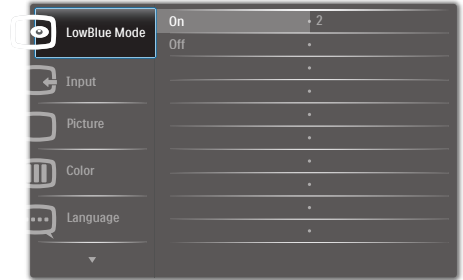 LowBlue Mode
On 2
Off
Input
Picture
Color
Language